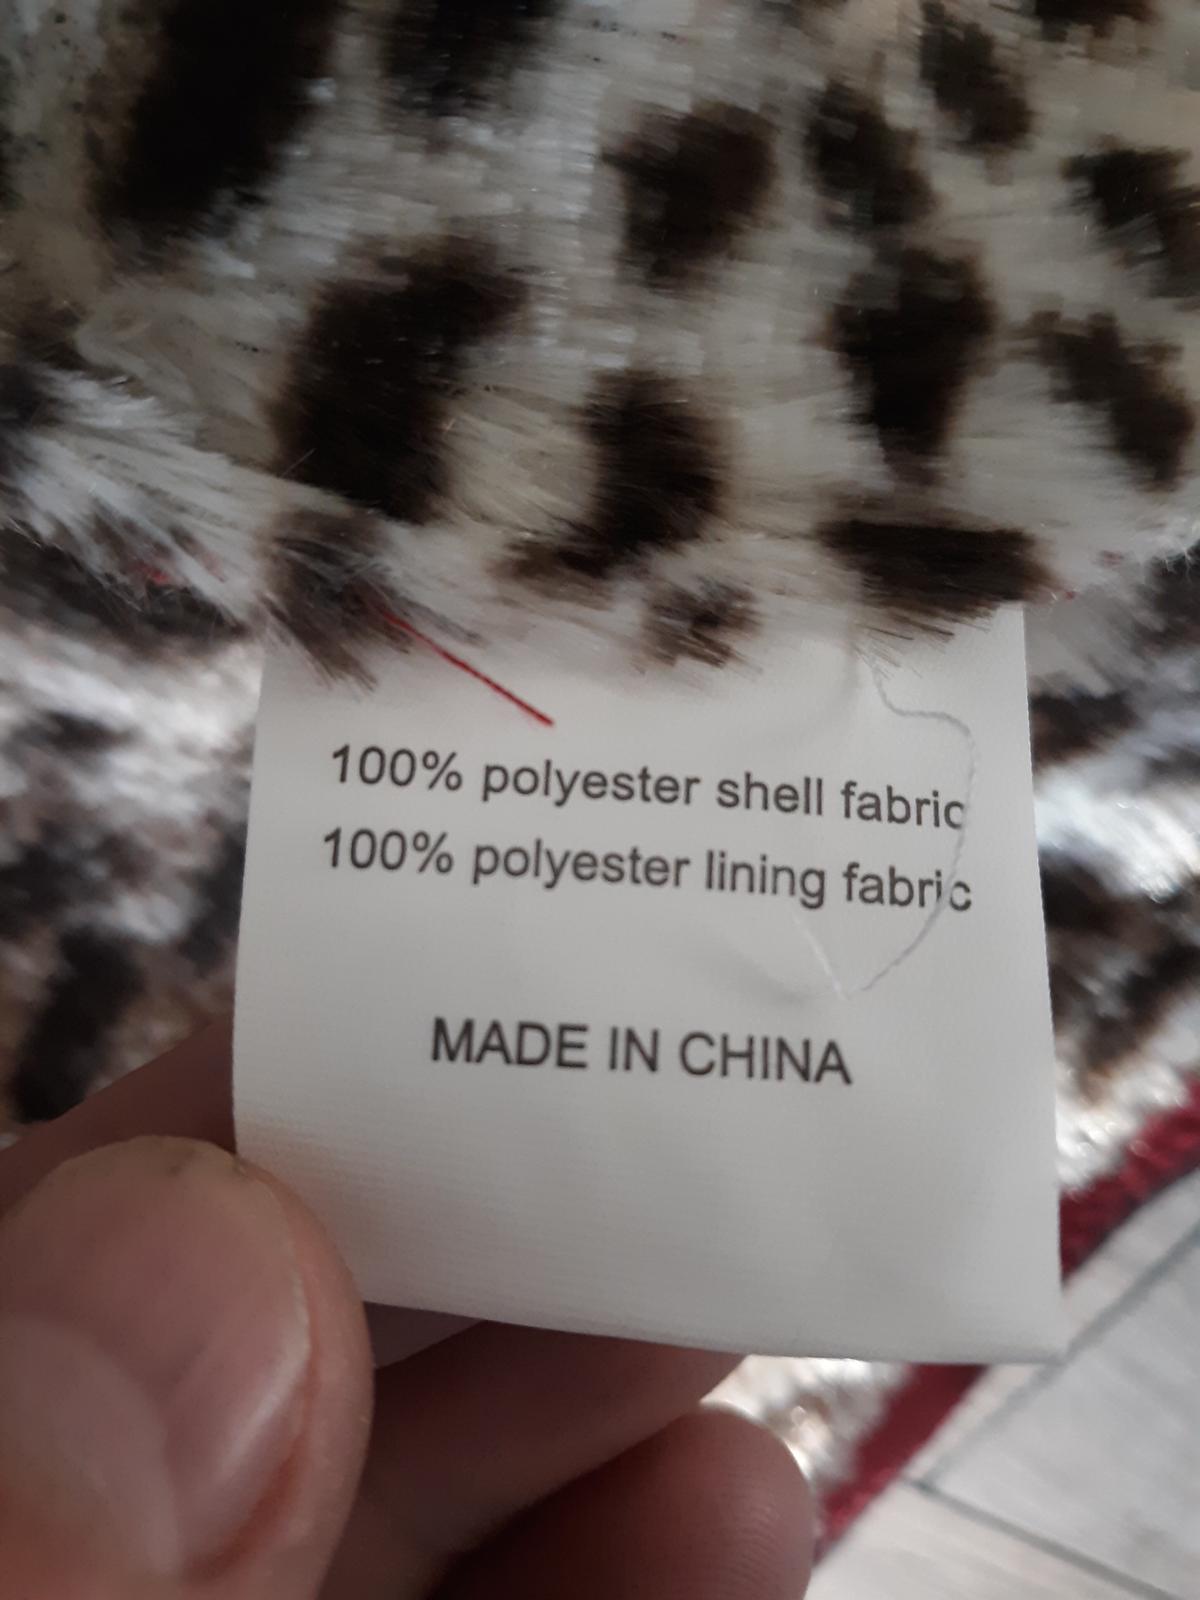 100% polyester shell fabric
100% polyester lining fabric
MADE IN CHINA